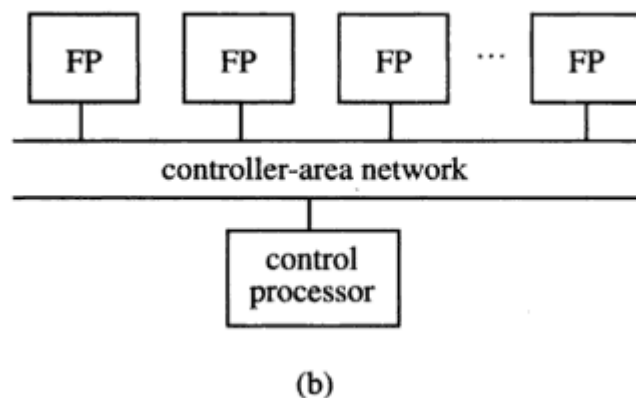 FP FP FP ... FP
controller-area network
control
processor
(b)